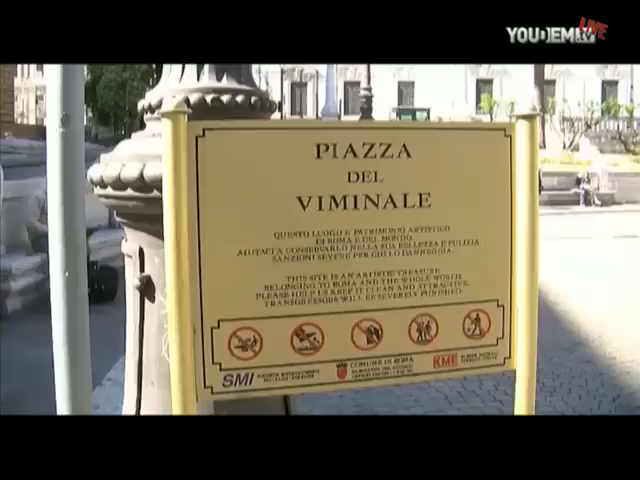 YOUDEMTV LIVE
PIAZZA
DEL
VIMINALE
QUESTO LUOGO E' PATRIMONIO ARTISTICO
DI ROMA E DEL MONDO
AIUTACI A CONSERVARLO NELLA SUA BELLEZZA E PULIZIA
SANZIONI SEVERE PER CHI LO DANNEGGIA.
THIS SITE IS AN ARTISTIC TREASURE
BELONGING TO ROMA AND THE WHOLE WORLD.
PLEASE HELP US KEEP IT CLEAN AND ATTRACTIVE.
TRANSGRESSORS WILL BE SEVERELY PUNISHED.
SMI
COMUNE DI ROMA
KME